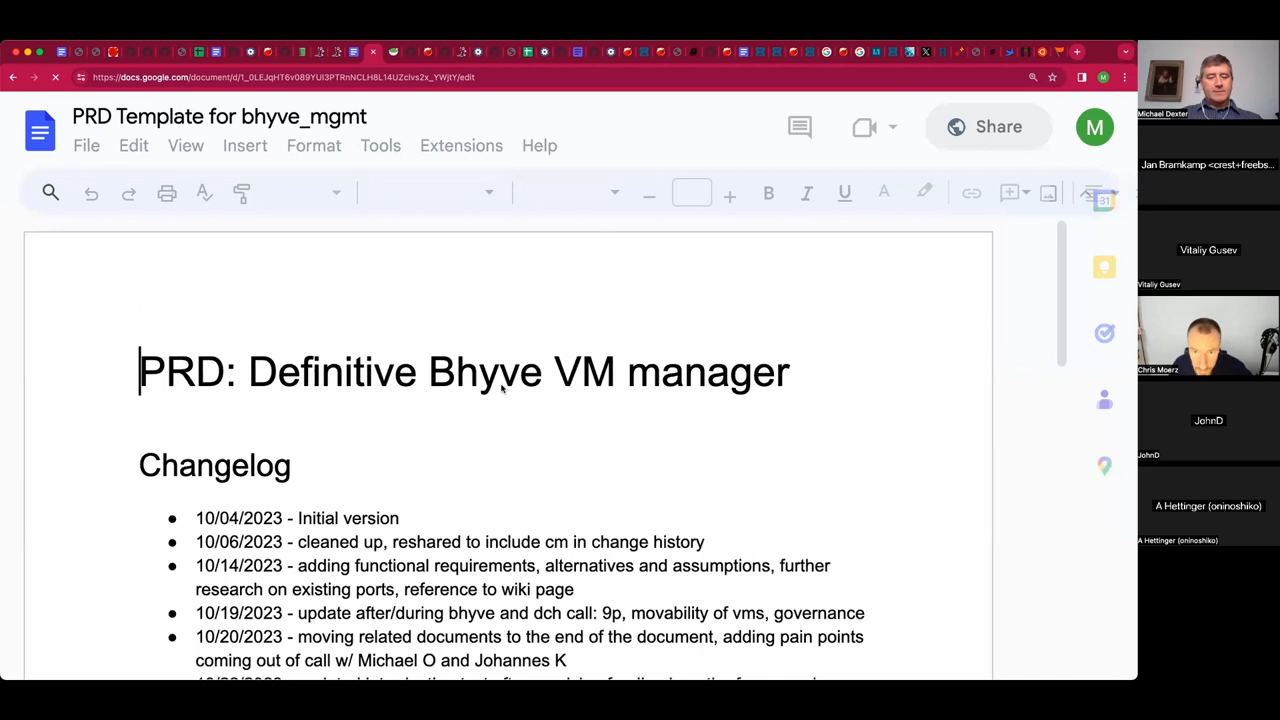 https://docs.google.com/document/d/1_0LEJqHT6v089YUI3PTRnNCLH8L14UZclvs2x_YWjtY/edit
PRD Template for bhyve_mgmt
File Edit View Insert Format Tools Extensions Help
Share
M
B I U A
31
PRD: Definitive Bhyve VM manager
Changelog
10/04/2023 - Initial version
10/06/2023 - cleaned up, reshared to include cm in change history
10/14/2023 - adding functional requirements, alternatives and assumptions, further
research on existing ports, reference to wiki page
10/19/2023 - update after/during bhyve and dch call: 9p, movability of vms, governance
10/20/2023 - moving related documents to the end of the document, adding pain points
coming out of call w/ Michael O and Johannes K
Michael Dexter
Jan Bramkamp <crest+freebs...
Vitaliy Gusev
Vitaliy Gusev
Chris Moerz
JohnD
JohnD
A Hettinger (oninoshiko)
A Hettinger (oninoshiko)